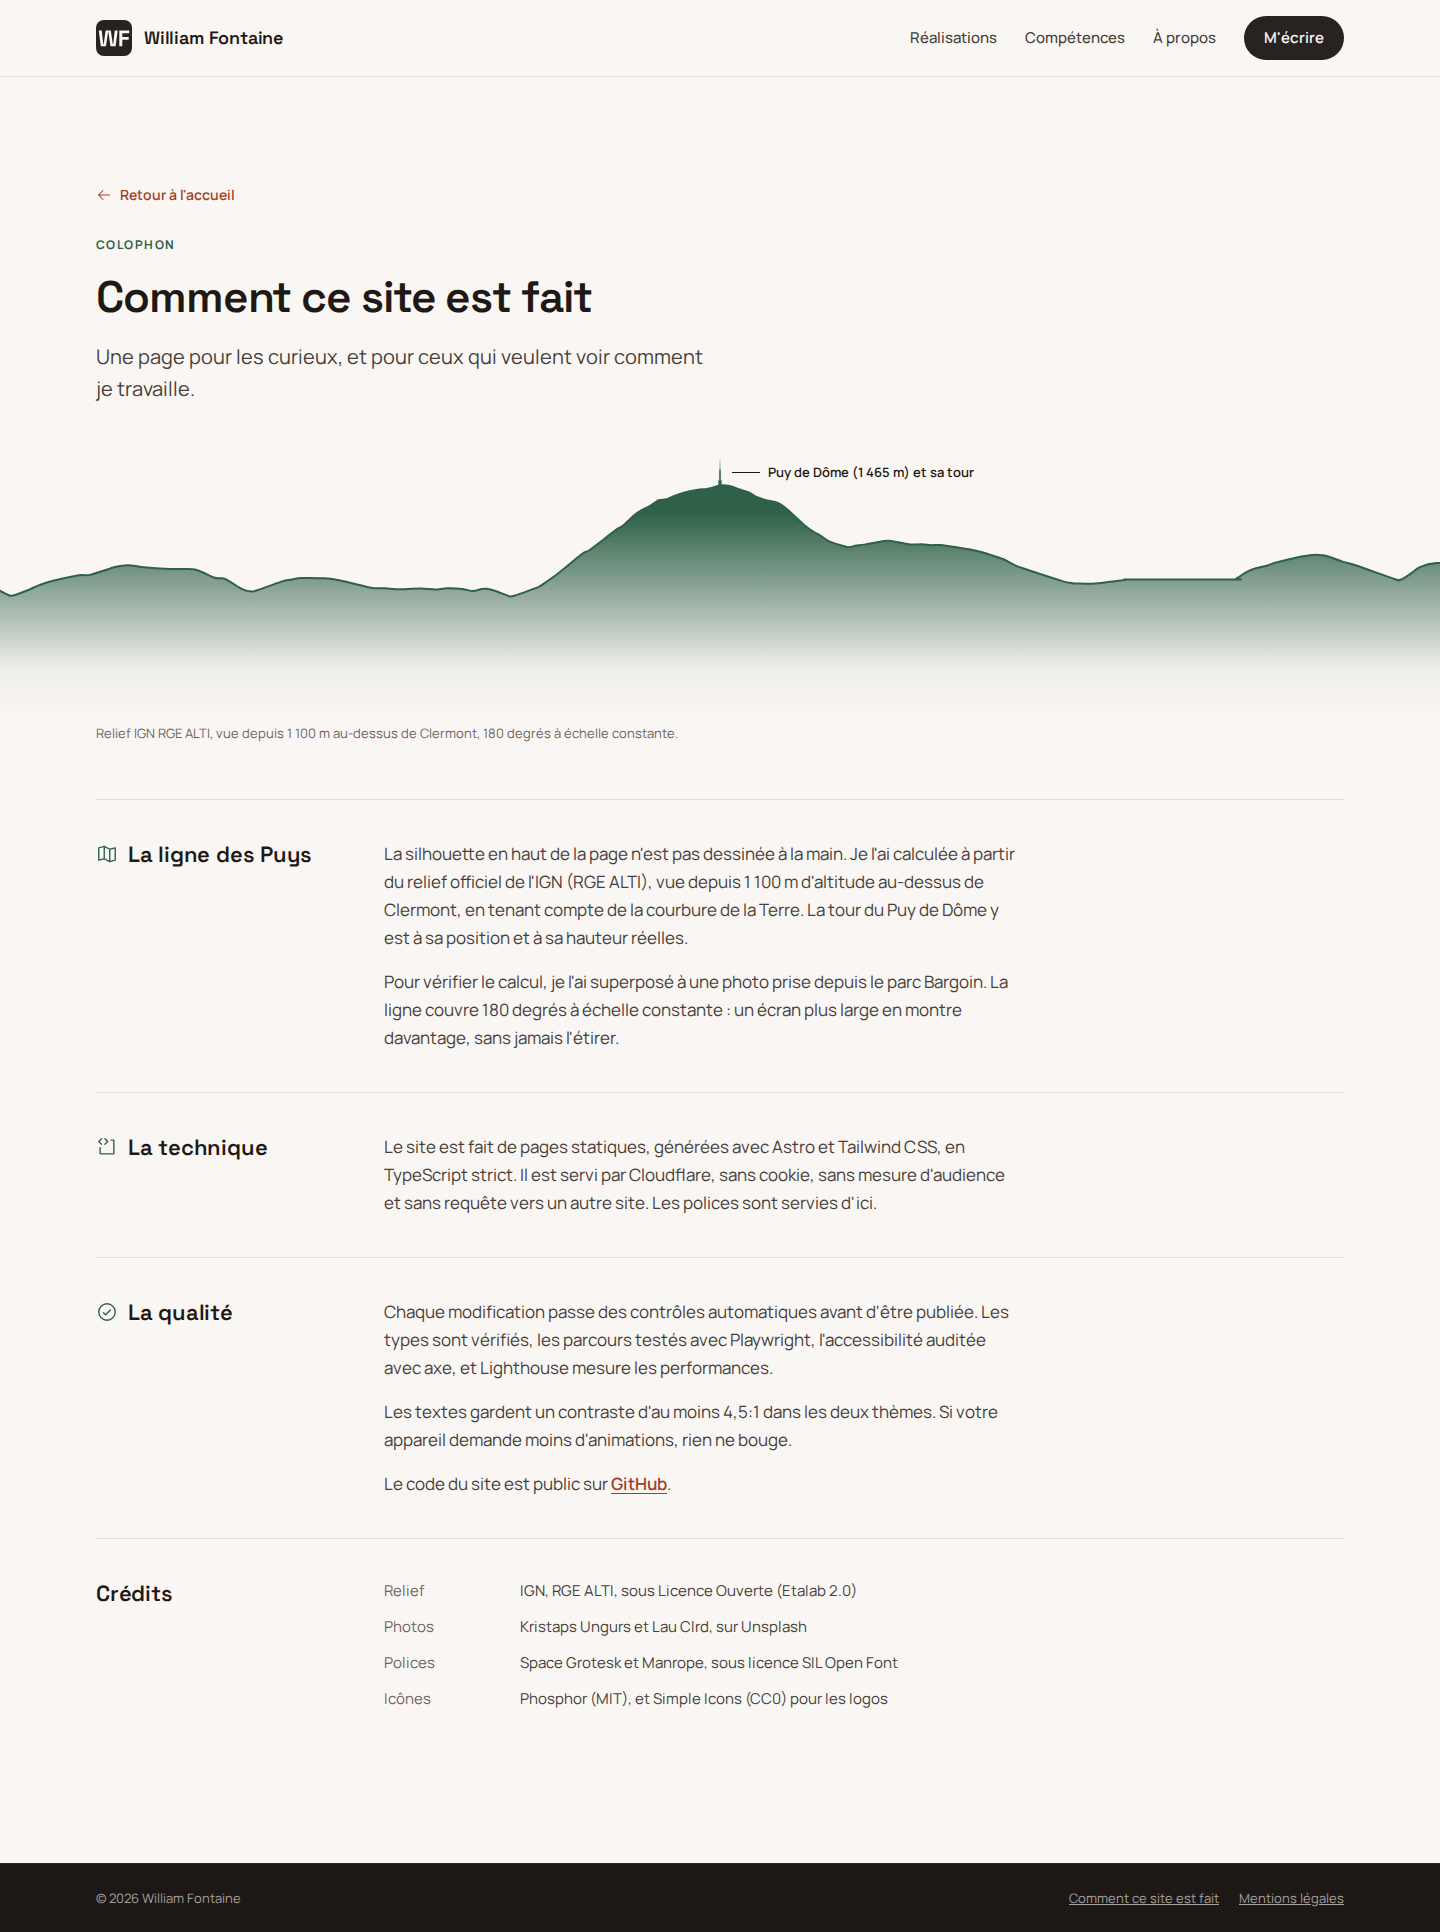 WF William Fontaine
Réalisations Compétences À propos M'écrire
← Retour à l'accueil
COLOPHON
Comment ce site est fait
Une page pour les curieux, et pour ceux qui veulent voir comment
je travaille.
Puy de Dôme (1 465 m) et sa tour
Relief IGN RGE ALTI, vue depuis 1 100 m au-dessus de Clermont, 180 degrés à échelle constante.
La ligne des Puys
La silhouette en haut de la page n'est pas dessinée à la main. Je l'ai calculée à partir
du relief officiel de l'IGN (RGE ALTI), vue depuis 1 100 m d'altitude au-dessus de
Clermont, en tenant compte de la courbure de la Terre. La tour du Puy de Dôme y
est à sa position et à sa hauteur réelles.
Pour vérifier le calcul, je l'ai superposé à une photo prise depuis le parc Bargoin. La
ligne couvre 180 degrés à échelle constante : un écran plus large en montre
davantage, sans jamais l'étirer.
La technique
Le site est fait de pages statiques, générées avec Astro et Tailwind CSS, en
TypeScript strict. Il est servi par Cloudflare, sans cookie, sans mesure d'audience
et sans requête vers un autre site. Les polices sont servies d'ici.
La qualité
Chaque modification passe des contrôles automatiques avant d'être publiée. Les
types sont vérifiés, les parcours testés avec Playwright, l'accessibilité auditée
avec axe, et Lighthouse mesure les performances.
Les textes gardent un contraste d'au moins 4,5:1 dans les deux thèmes. Si votre
appareil demande moins d'animations, rien ne bouge.
Le code du site est public sur GitHub.
Crédits
Relief IGN, RGE ALTI, sous Licence Ouverte (Etalab 2.0)
Photos Kristaps Ungurs et Lau Clrd, sur Unsplash
Polices Space Grotesk et Manrope, sous licence SIL Open Font
Icônes Phosphor (MIT), et Simple Icons (CC0) pour les logos
© 2026 William Fontaine
Comment ce site est fait Mentions légales